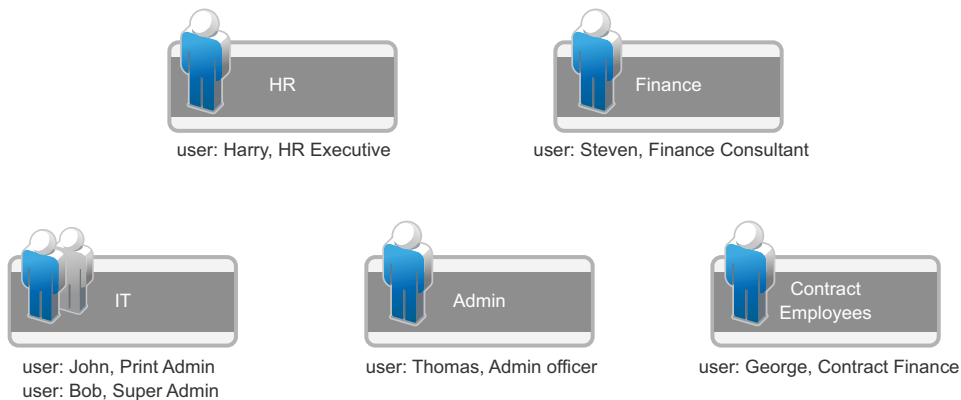 HR
user: Harry, HR Executive
Finance
user: Steven, Finance Consultant
IT
user: John, Print Admin
user: Bob, Super Admin
Admin
user: Thomas, Admin officer
Contract
Employees
user: George, Contract Finance